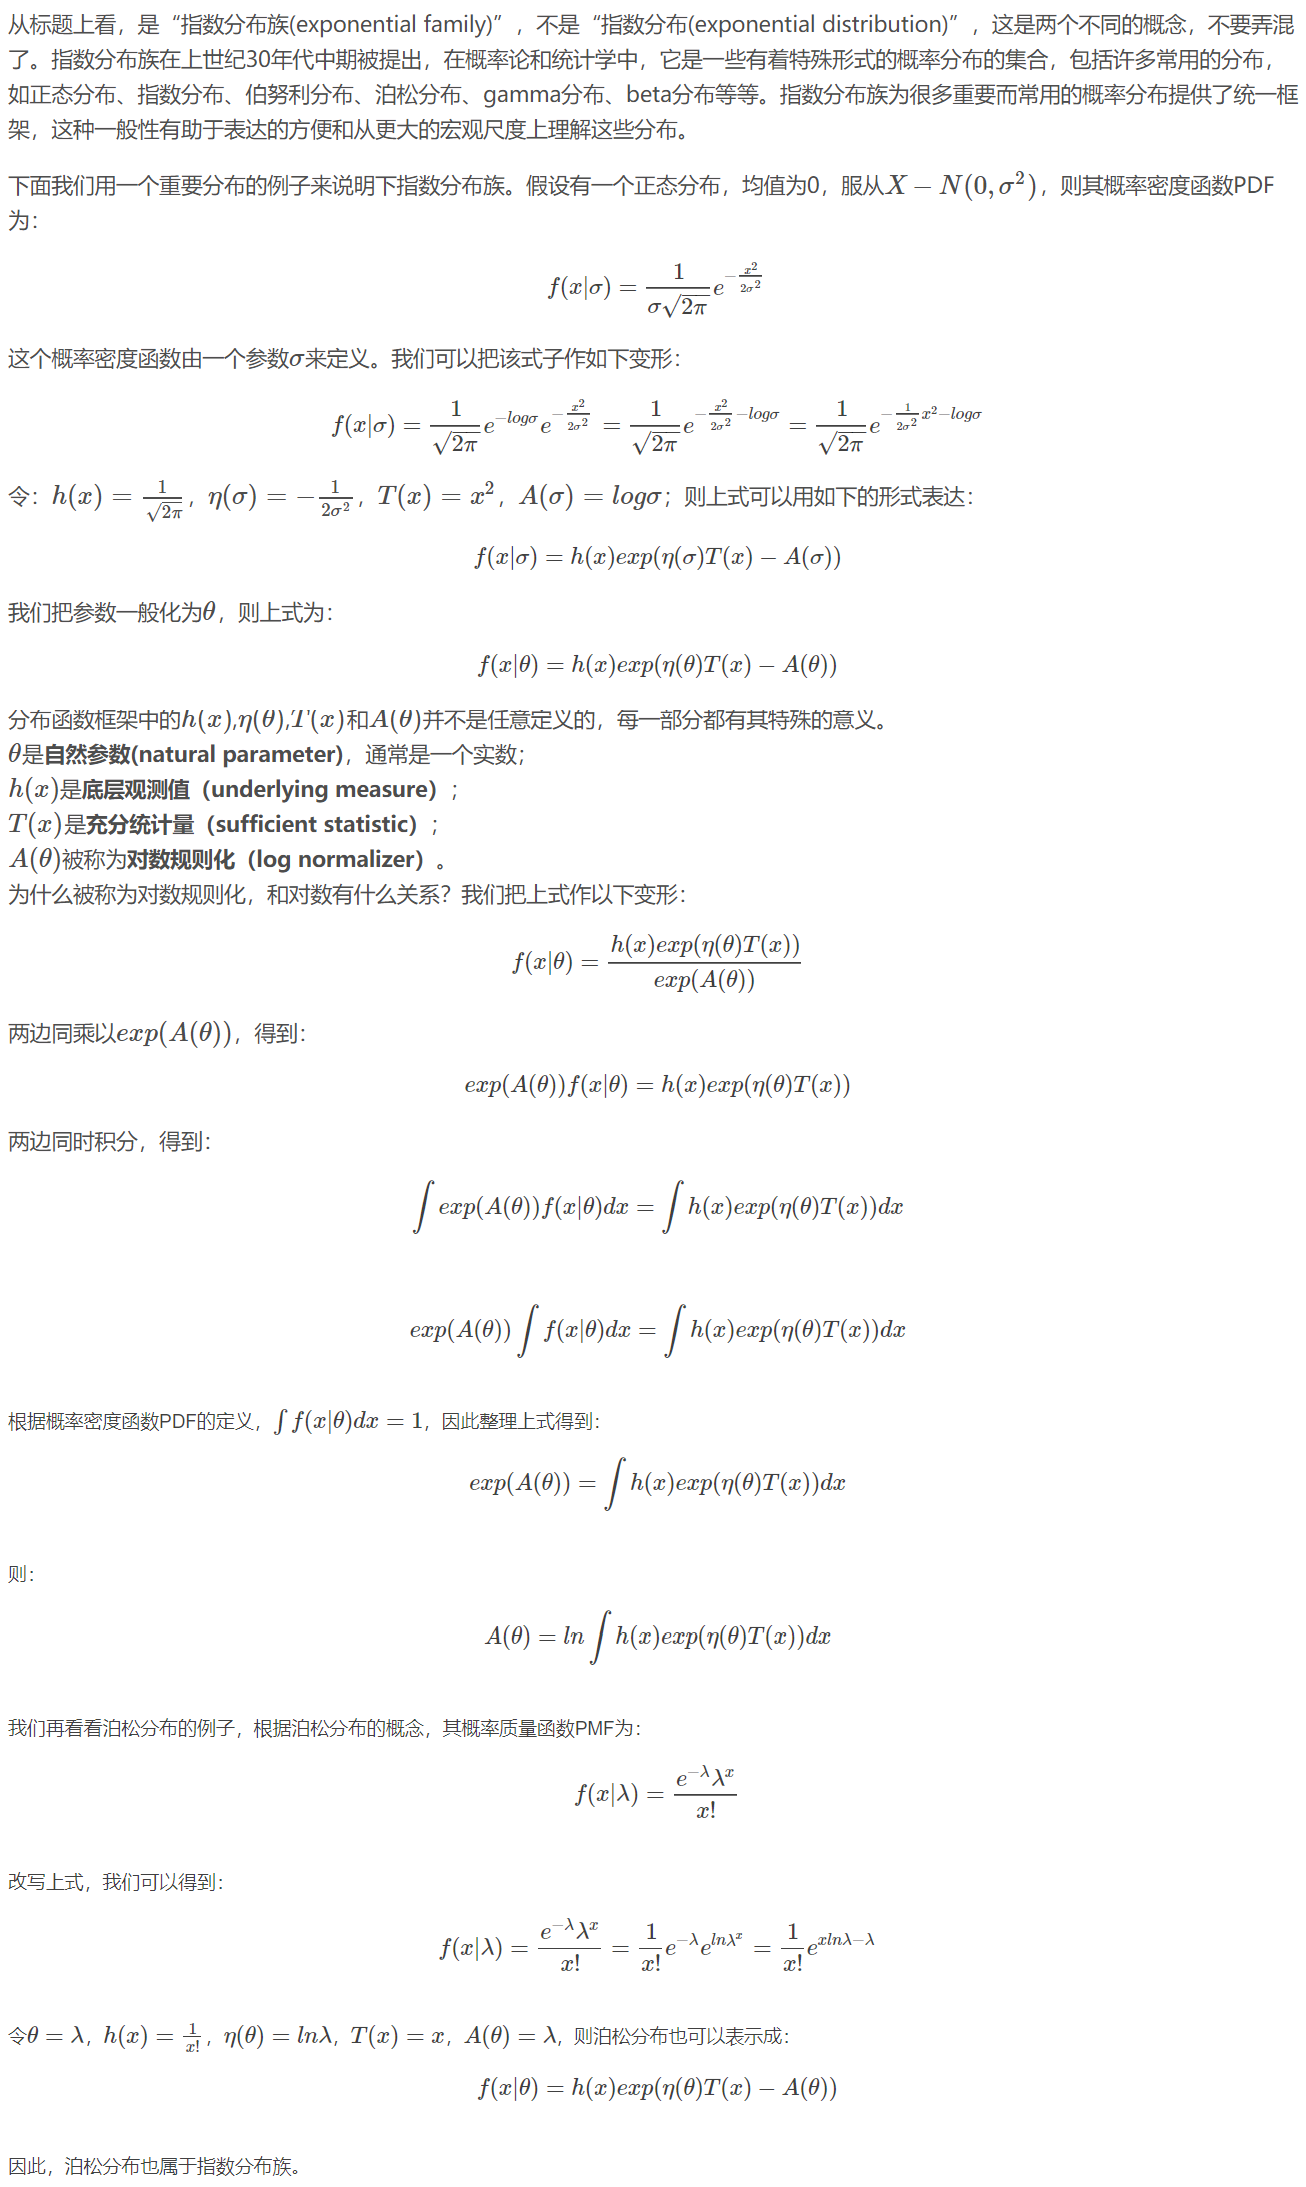 从标题上看，是“指数分布族(exponential family)”，不是“指数分布(exponential distribution)”，这是两个不同的概念，不要弄混
了。指数分布族在上世纪30年代中期被提出，在概率论和统计学中，它是一些有着特殊形式的概率分布的集合，包括许多常用的分布，
如正态分布、指数分布、伯努利分布、泊松分布、gamma分布、beta分布等等。指数分布族为很多重要而常用的概率分布提供了统一框
架，这种一般性有助于表达的方便和从更大的宏观尺度上理解这些分布。
下面我们用一个重要分布的例子来说明下指数分布族。假设有一个正态分布，均值为0，服从$X - N(0, \sigma^2)$，则其概率密度函数PDF
为：
$f(x|\sigma) = \frac{1}{\sigma\sqrt{2\pi}} e^{-\frac{x^2}{2\sigma^2}}$
这个概率密度函数由一个参数$\sigma$来定义。我们可以把该式子作如下变形：
$f(x|\sigma) = \frac{1}{\sqrt{2\pi}} e^{-log\sigma} e^{-\frac{x^2}{2\sigma^2}} = \frac{1}{\sqrt{2\pi}} e^{-\frac{x^2}{2\sigma^2} - log\sigma} = \frac{1}{\sqrt{2\pi}} e^{-\frac{1}{2\sigma^2}x^2 - log\sigma}$
令：$h(x) = \frac{1}{\sqrt{2\pi}}$，$\eta(\sigma) = -\frac{1}{2\sigma^2}$，$T(x) = x^2$，$A(\sigma) = log\sigma$；则上式可以用如下的形式表达：
$f(x|\sigma) = h(x)exp(\eta(\sigma)T(x) - A(\sigma))$
我们把参数一般化为$\theta$，则上式为：
$f(x|\theta) = h(x)exp(\eta(\theta)T(x) - A(\theta))$
分布函数框架中的$h(x)$,$\eta(\theta)$,$T(x)$和$A(\theta)$并不是任意定义的，每一部分都有其特殊的意义。
$\theta$是自然参数(natural parameter)，通常是一个实数；
$h(x)$是底层观测值（underlying measure）；
$T(x)$是充分统计量（sufficient statistic）；
$A(\theta)$被称为对数规则化（log normalizer）。
为什么被称为对数规则化，和对数有什么关系？我们把上式作以下变形：
$f(x|\theta) = \frac{h(x)exp(\eta(\theta)T(x))}{exp(A(\theta))}$
两边同乘以$exp(A(\theta))$，得到：
$exp(A(\theta))f(x|\theta) = h(x)exp(\eta(\theta)T(x))$
两边同时积分，得到：
$\int exp(A(\theta))f(x|\theta)dx = \int h(x)exp(\eta(\theta)T(x))dx$
$exp(A(\theta)) \int f(x|\theta)dx = \int h(x)exp(\eta(\theta)T(x))dx$
根据概率密度函数PDF的定义，$\int f(x|\theta)dx = 1$，因此整理上式得到：
$exp(A(\theta)) = \int h(x)exp(\eta(\theta)T(x))dx$
则：
$A(\theta) = ln \int h(x)exp(\eta(\theta)T(x))dx$
我们再看看泊松分布的例子，根据泊松分布的概念，其概率质量函数PMF为：
$f(x|\lambda) = \frac{e^{-\lambda}\lambda^x}{x!}$
改写上式，我们可以得到：
$f(x|\lambda) = \frac{e^{-\lambda}\lambda^x}{x!} = \frac{1}{x!} e^{-\lambda} e^{ln\lambda^x} = \frac{1}{x!} e^{xln\lambda - \lambda}$
令$\theta = \lambda$，$h(x) = \frac{1}{x!}$，$\eta(\theta) = ln\lambda$，$T(x) = x$，$A(\theta) = \lambda$，则泊松分布也可以表示成：
$f(x|\theta) = h(x)exp(\eta(\theta)T(x) - A(\theta))$
因此，泊松分布也属于指数分布族。